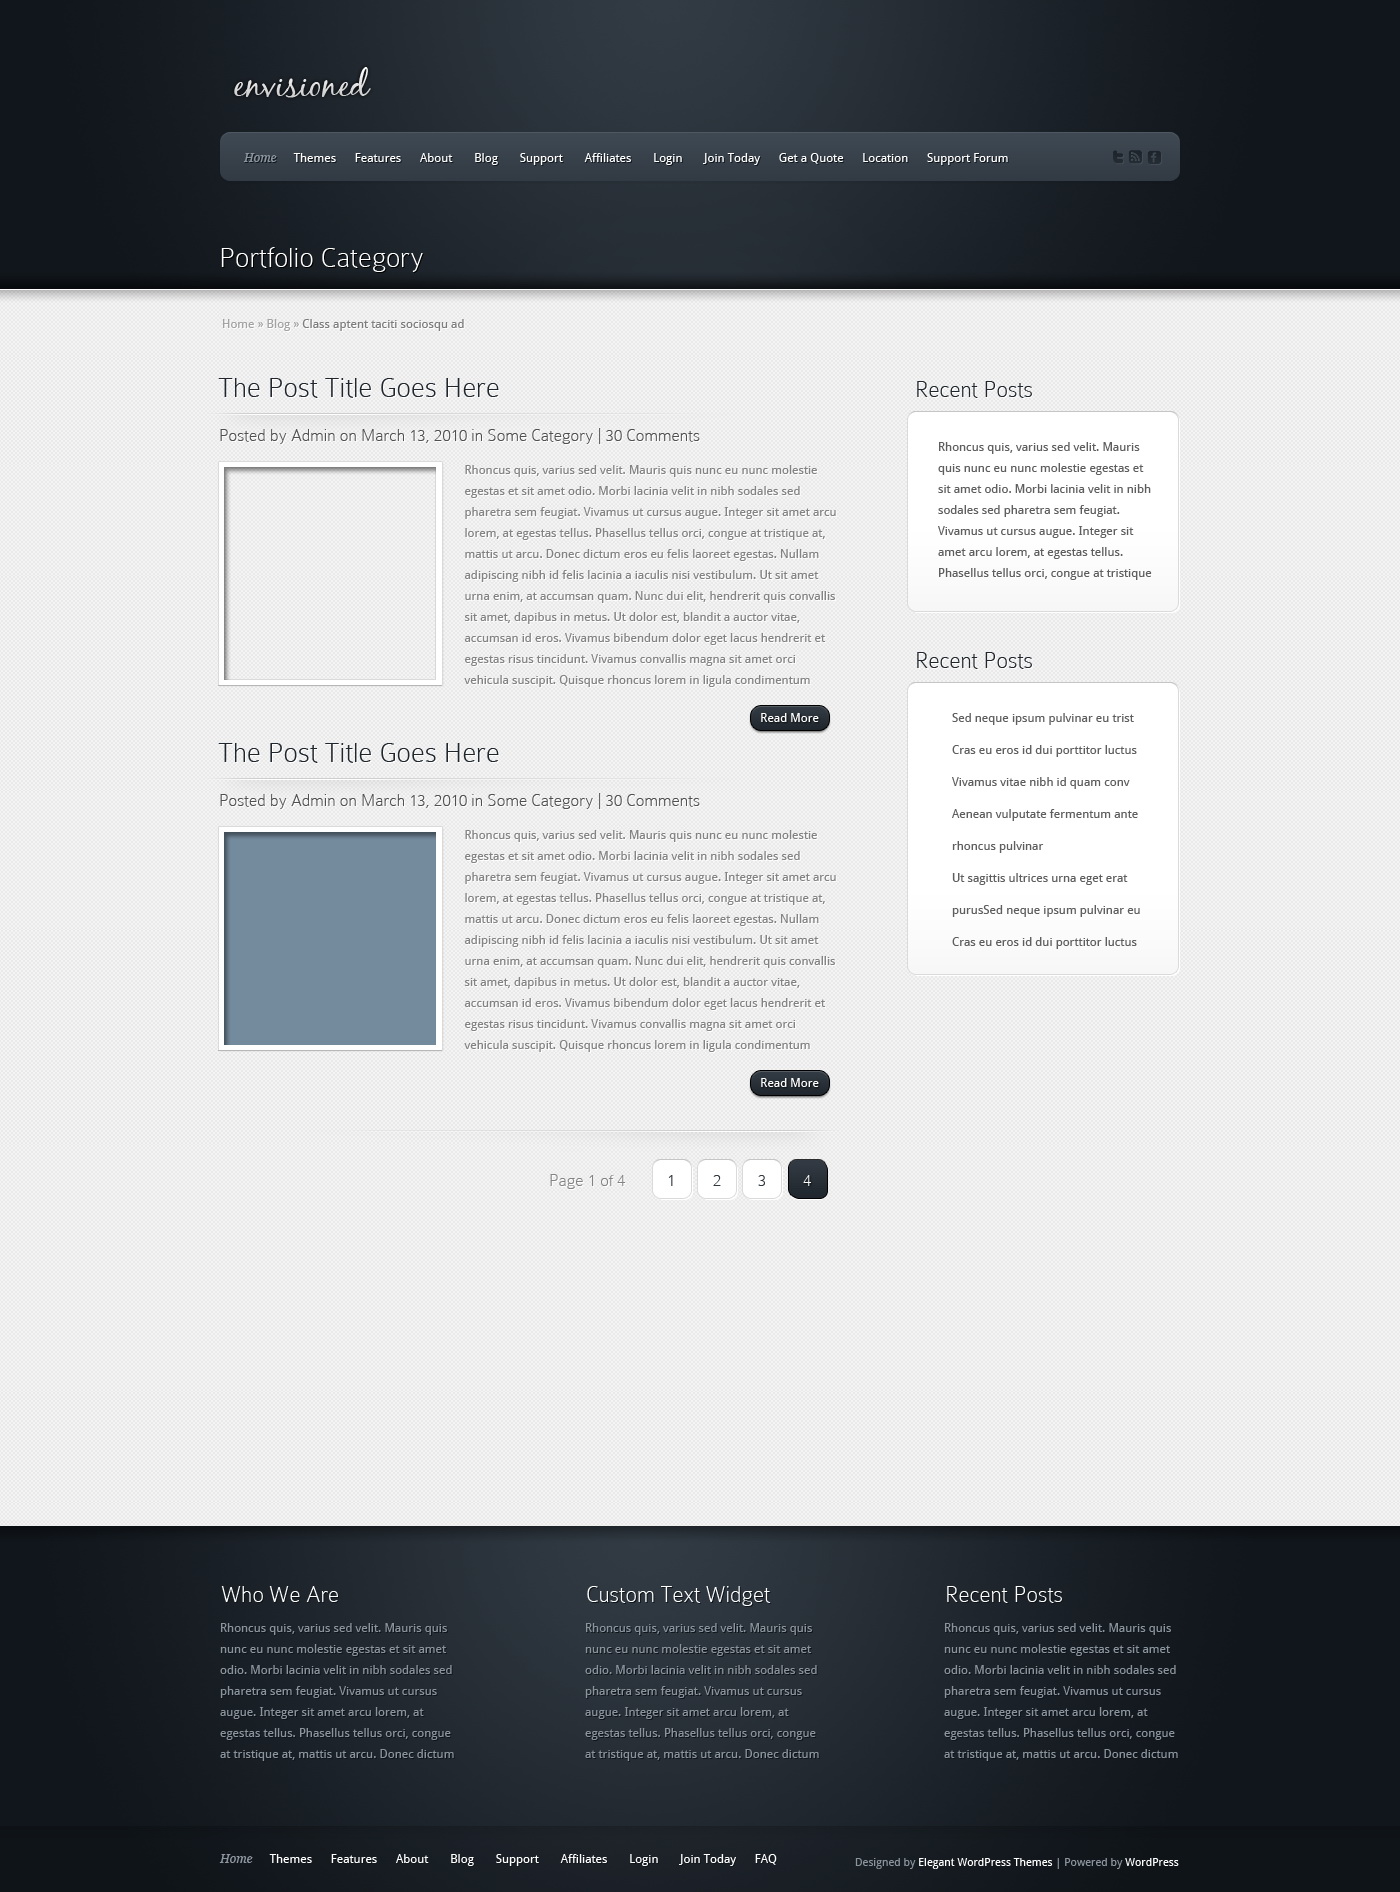 envisioned
Home Themes Features About Blog Support Affiliates Login Join Today Get a Quote Location Support Forum
Portfolio Category
Home » Blog » Class aptent taciti sociosqu ad
The Post Title Goes Here
Posted by Admin on March 13, 2010 in Some Category | 30 Comments
Rhoncus quis, varius sed velit. Mauris quis nunc eu nunc molestie
egestas et sit amet odio. Morbi lacinia velit in nibh sodales sed
pharetra sem feugiat. Vivamus ut cursus augue. Integer sit amet arcu
lorem, at egestas tellus. Phasellus tellus orci, congue at tristique at,
mattis ut arcu. Donec dictum eros eu felis laoreet egestas. Nullam
adipiscing nibh id felis lacinia a iaculis nisi vestibulum. Ut sit amet
urna enim, at accumsan quam. Nunc dui elit, hendrerit quis convallis
sit amet, dapibus in metus. Ut dolor est, blandit a auctor vitae,
accumsan id eros. Vivamus bibendum dolor eget lacus hendrerit et
egestas risus tincidunt. Vivamus convallis magna sit amet orci
vehicula suscipit. Quisque rhoncus lorem in ligula condimentum
Read More
The Post Title Goes Here
Posted by Admin on March 13, 2010 in Some Category | 30 Comments
Rhoncus quis, varius sed velit. Mauris quis nunc eu nunc molestie
egestas et sit amet odio. Morbi lacinia velit in nibh sodales sed
pharetra sem feugiat. Vivamus ut cursus augue. Integer sit amet arcu
lorem, at egestas tellus. Phasellus tellus orci, congue at tristique at,
mattis ut arcu. Donec dictum eros eu felis laoreet egestas. Nullam
adipiscing nibh id felis lacinia a iaculis nisi vestibulum. Ut sit amet
urna enim, at accumsan quam. Nunc dui elit, hendrerit quis convallis
sit amet, dapibus in metus. Ut dolor est, blandit a auctor vitae,
accumsan id eros. Vivamus bibendum dolor eget lacus hendrerit et
egestas risus tincidunt. Vivamus convallis magna sit amet orci
vehicula suscipit. Quisque rhoncus lorem in ligula condimentum
Read More
Page 1 of 4 1 2 3 4
Recent Posts
Rhoncus quis, varius sed velit. Mauris
quis nunc eu nunc molestie egestas et
sit amet odio. Morbi lacinia velit in nibh
sodales sed pharetra sem feugiat.
Vivamus ut cursus augue. Integer sit
amet arcu lorem, at egestas tellus.
Phasellus tellus orci, congue at tristique
Recent Posts
Sed neque ipsum pulvinar eu trist
Cras eu eros id dui porttitor luctus
Vivamus vitae nibh id quam conv
Aenean vulputate fermentum ante
rhoncus pulvinar
Ut sagittis ultrices urna eget erat
purusSed neque ipsum pulvinar eu
Cras eu eros id dui porttitor luctus
Who We Are
Rhoncus quis, varius sed velit. Mauris quis
nunc eu nunc molestie egestas et sit amet
odio. Morbi lacinia velit in nibh sodales sed
pharetra sem feugiat. Vivamus ut cursus
augue. Integer sit amet arcu lorem, at
egestas tellus. Phasellus tellus orci, congue
at tristique at, mattis ut arcu. Donec dictum
Custom Text Widget
Rhoncus quis, varius sed velit. Mauris quis
nunc eu nunc molestie egestas et sit amet
odio. Morbi lacinia velit in nibh sodales sed
pharetra sem feugiat. Vivamus ut cursus
augue. Integer sit amet arcu lorem, at
egestas tellus. Phasellus tellus orci, congue
at tristique at, mattis ut arcu. Donec dictum
Recent Posts
Rhoncus quis, varius sed velit. Mauris quis
nunc eu nunc molestie egestas et sit amet
odio. Morbi lacinia velit in nibh sodales sed
pharetra sem feugiat. Vivamus ut cursus
augue. Integer sit amet arcu lorem, at
egestas tellus. Phasellus tellus orci, congue
at tristique at, mattis ut arcu. Donec dictum
Home Themes Features About Blog Support Affiliates Login Join Today FAQ
Designed by Elegant WordPress Themes | Powered by WordPress